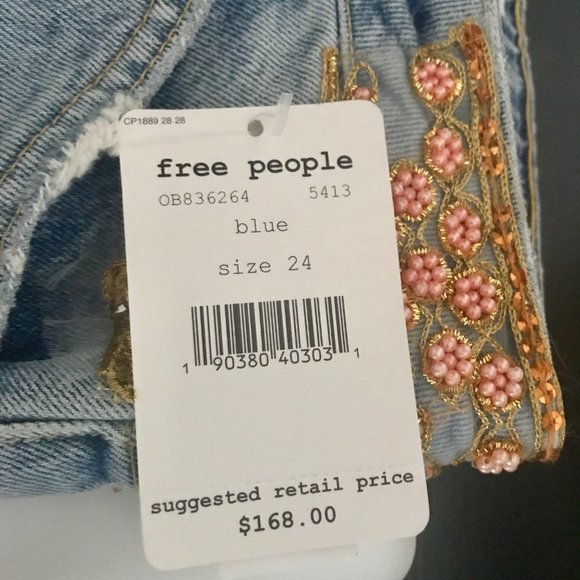 CP1889 28 28
free people
OB836264 5413
blue
size 24
1 90380 40303 1
suggested retail price
$168.00